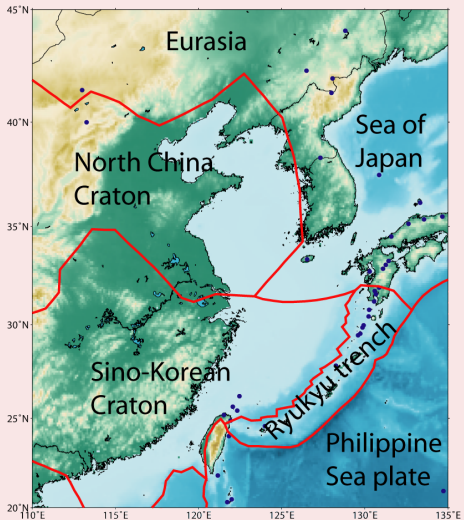 45°N
Eurasia
40°N
Sea of
Japan
North China
Craton
35°N
30°N
Sino-Korean
Craton
Ryukyu trench
25°N
Philippine
Sea plate
20°N
110°E 115°E 120°E 125°E 130°E 135°E